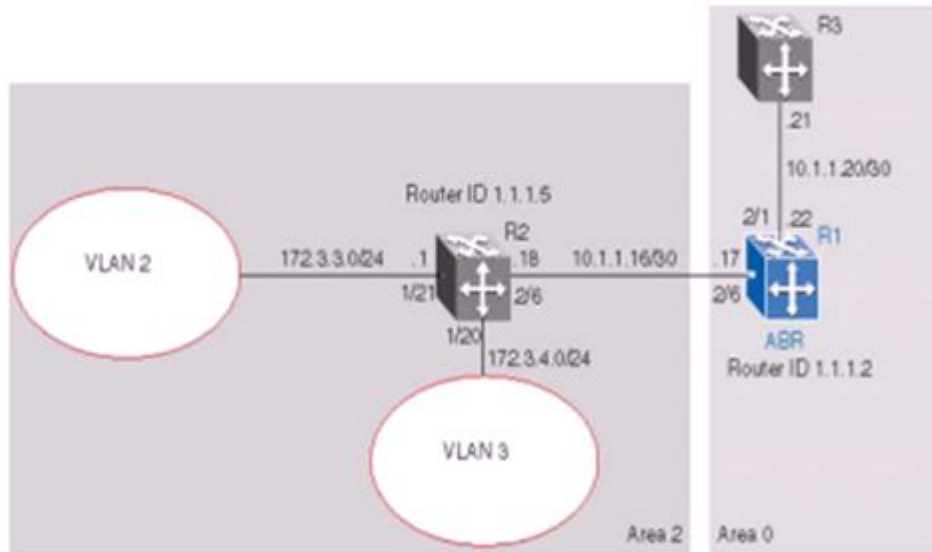 R3
.21
10.1.1.20/30
Router ID 1.1.1.5
2/1
.22
R2
R1
VLAN 2
172.3.3.0/24
.1
.18
10.1.1.16/30
.17
1/21
2/6
2/6
1/20
ABR
172.3.4.0/24
Router ID 1.1.1.2
VLAN 3
Area 2
Area 0